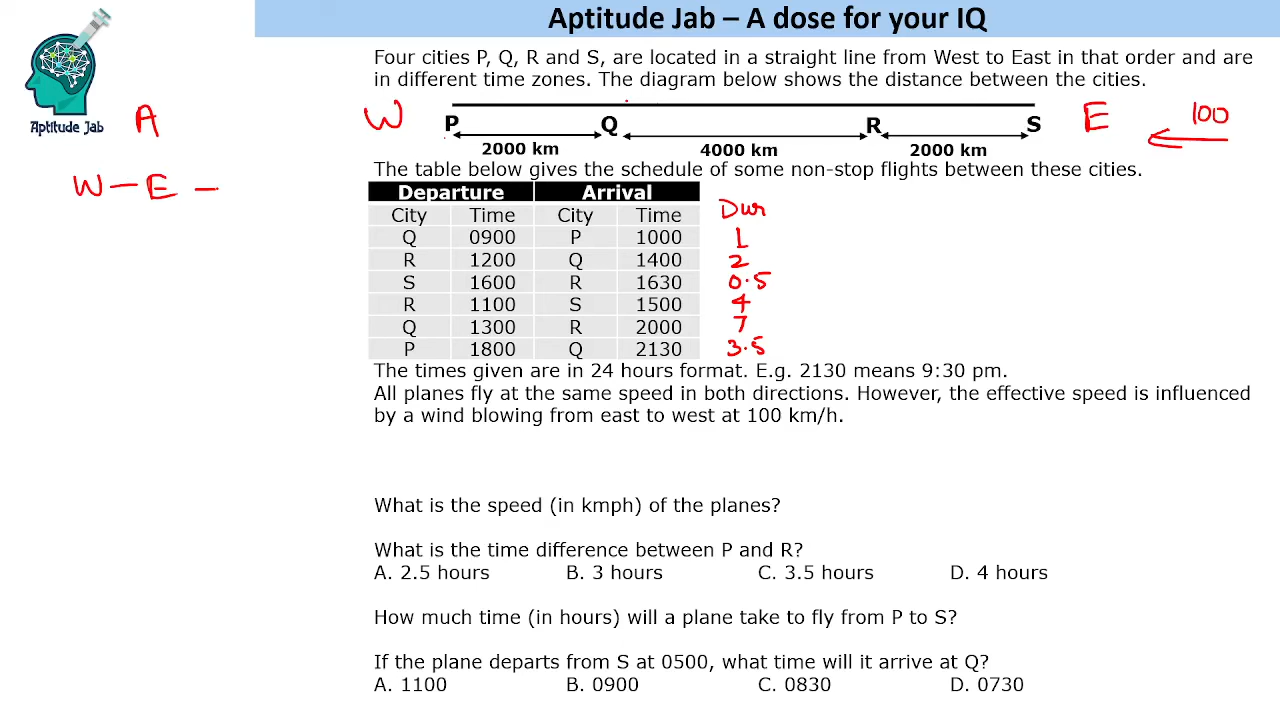 Aptitude Jab – A dose for your IQ
Aptitude Jab
Four cities P, Q, R and S, are located in a straight line from West to East in that order and are
in different time zones. The diagram below shows the distance between the cities.
A W P Q R S E 100
2000 km 4000 km 2000 km
W – E –
The table below gives the schedule of some non-stop flights between these cities.
Departure Arrival
City Time City Time Dur
Q 0900 P 1000 1
R 1200 Q 1400 2
S 1600 R 1630 0.5
R 1100 S 1500 4
Q 1300 R 2000 7
P 1800 Q 2130 3.5
The times given are in 24 hours format. E.g. 2130 means 9:30 pm.
All planes fly at the same speed in both directions. However, the effective speed is influenced
by a wind blowing from east to west at 100 km/h.
What is the speed (in kmph) of the planes?
What is the time difference between P and R?
A. 2.5 hours B. 3 hours C. 3.5 hours D. 4 hours
How much time (in hours) will a plane take to fly from P to S?
If the plane departs from S at 0500, what time will it arrive at Q?
A. 1100 B. 0900 C. 0830 D. 0730